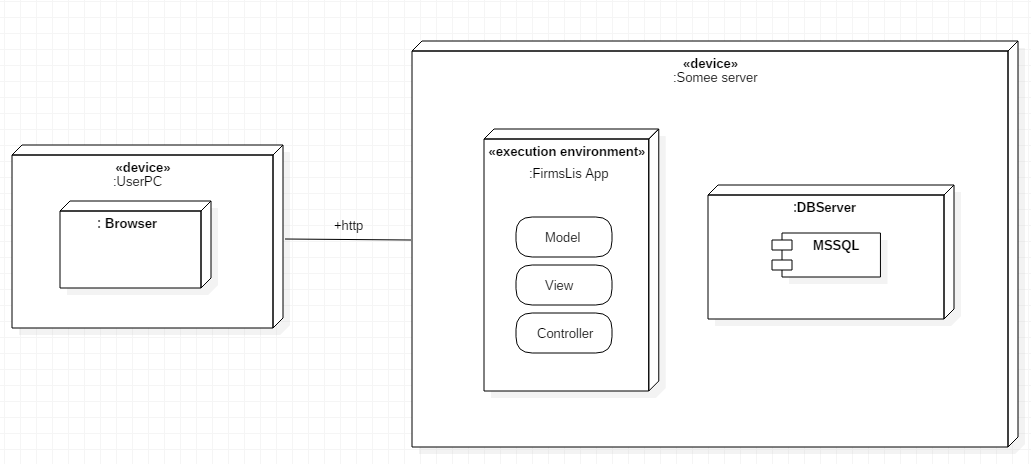 «device»
:UserPC
: Browser
+http
«device»
:Somee server
«execution environment»
:FirmsLis App
Model
View
Controller
:DBServer
MSSQL